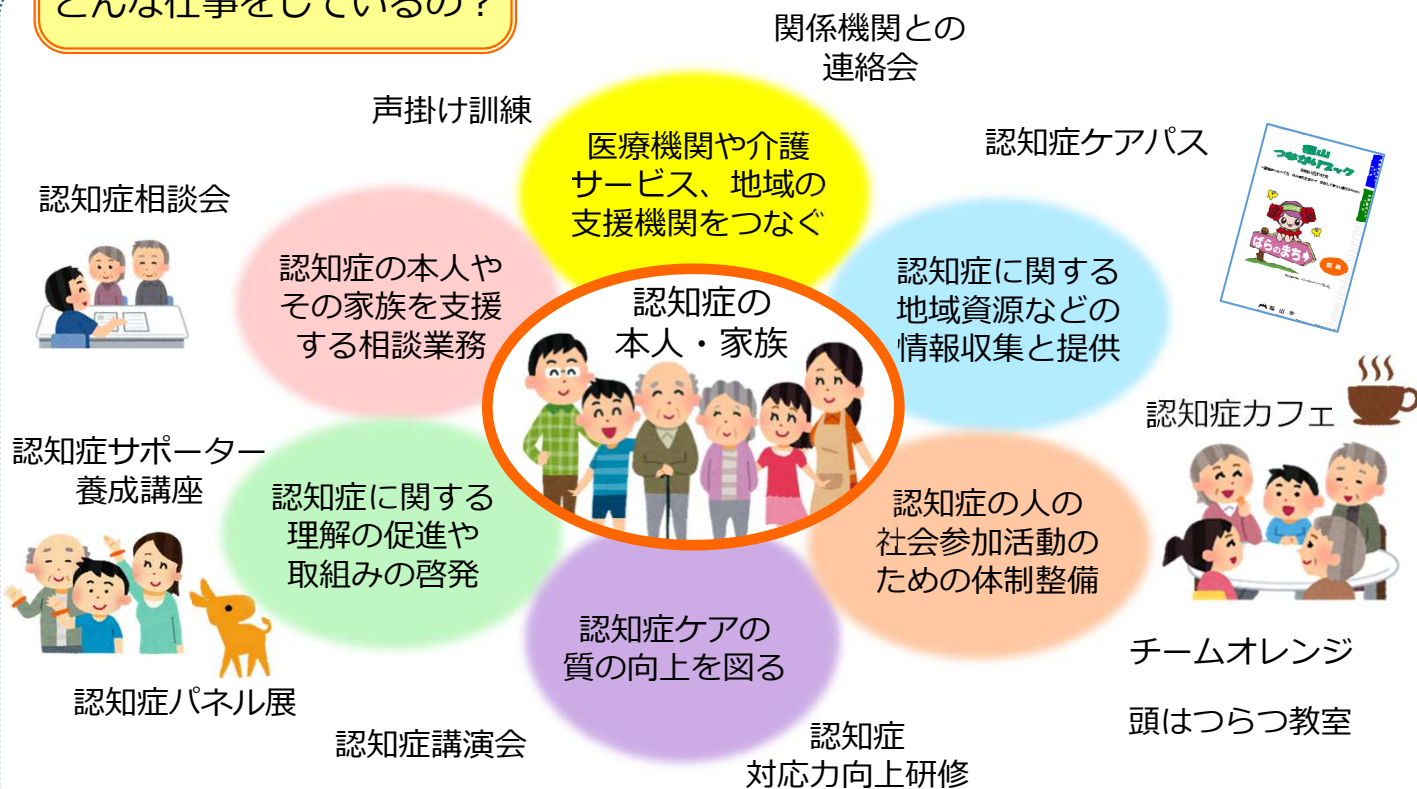 どんな仕事をしているの？
関係機関との
連絡会
声掛け訓練
医療機関や介護
サービス、地域の
支援機関をつなぐ
認知症ケアパス
福山
つながりブック
ばらのまち
認知症相談会
認知症の本人や
その家族を支援
する相談業務
認知症の
本人・家族
認知症に関する
地域資源などの
情報収集と提供
認知症カフェ
認知症サポーター
養成講座
認知症に関する
理解の促進や
取組みの啓発
認知症の人の
社会参加活動の
ための体制整備
認知症ケアの
質の向上を図る
チームオレンジ
頭はつらつ教室
認知症パネル展
認知症講演会
認知症
対応力向上研修